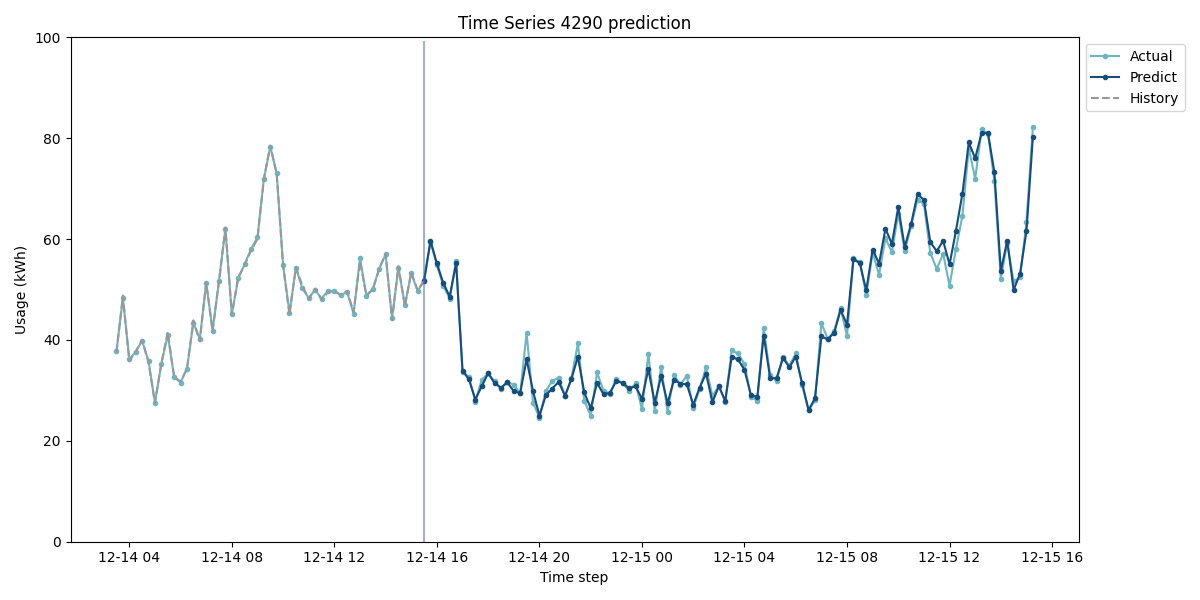 Time Series 4290 prediction
Usage (kWh)
100
80
60
40
20
0
12-14 04
12-14 08
12-14 12
12-14 16
12-14 20
12-15 00
12-15 04
12-15 08
12-15 12
12-15 16
Time step
Actual
Predict
History